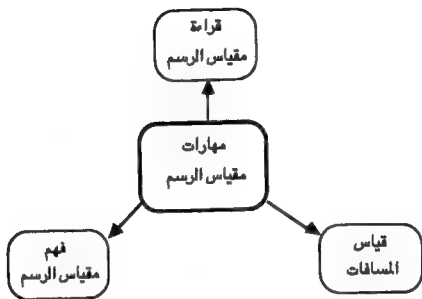 قراءة
مقياس الرسم
مهارات
مقياس الرسم
قياس
المسافات
فهم
مقياس الرسم